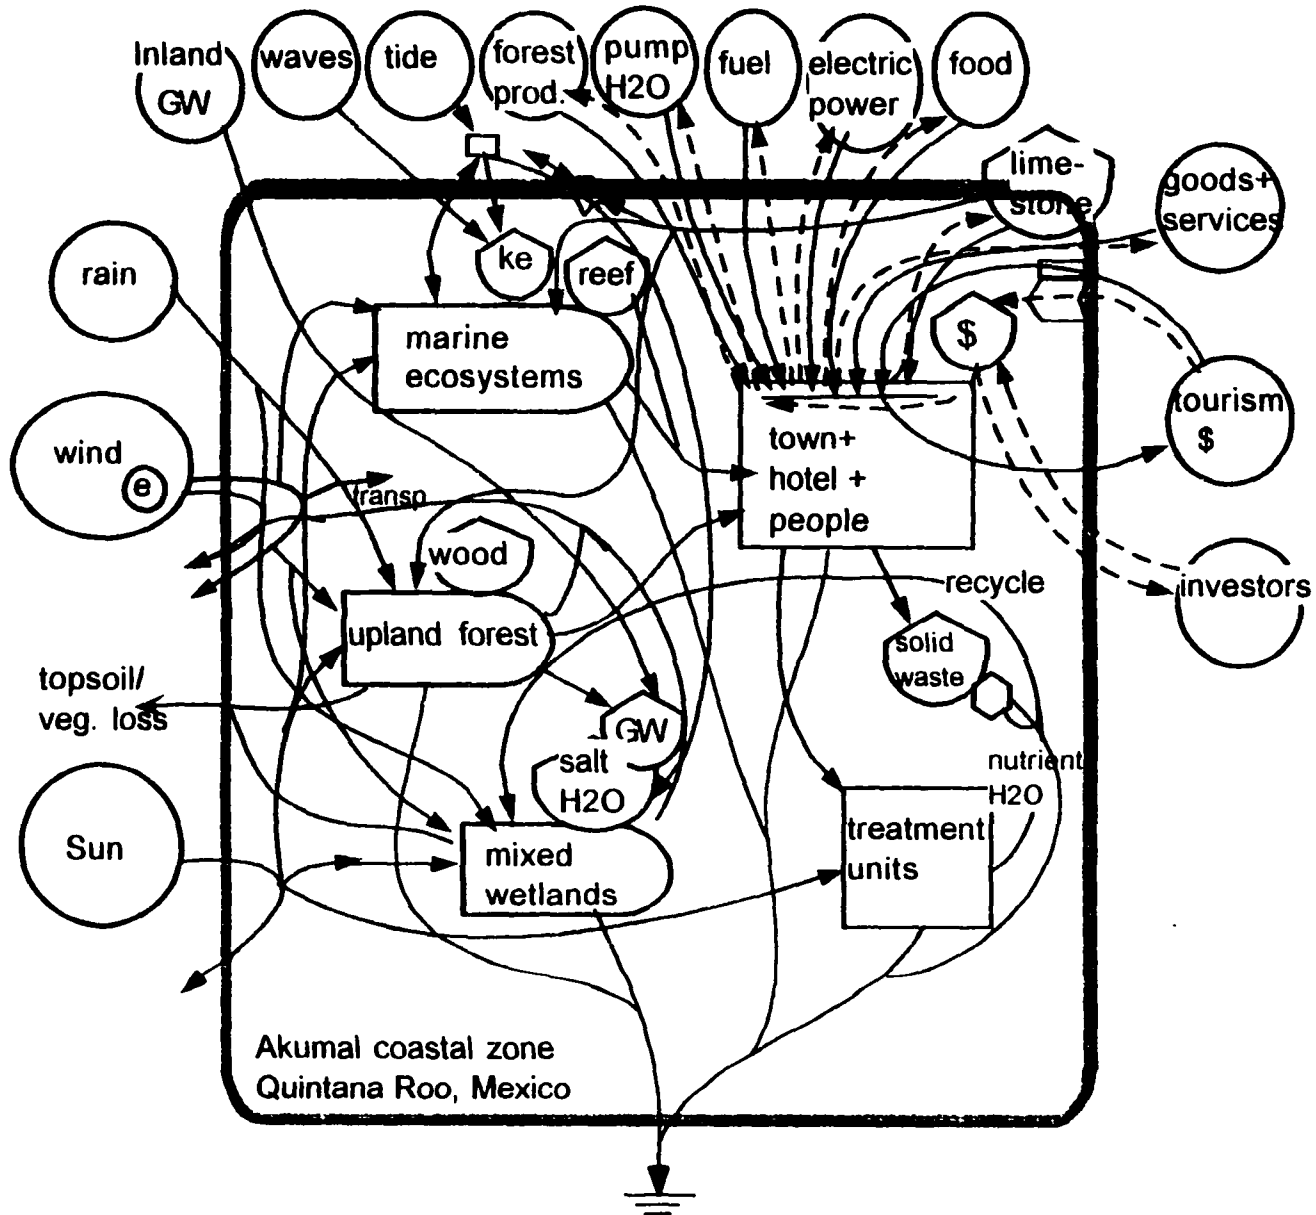 Inland
GW
waves
tide
forest
prod.
pump
H2O
fuel
electric
power
food
lime-
stone
goods+
services
rain
ke
reef
$
marine
ecosystems
tourism
$
wind
e
town+
hotel +
people
transp
wood
recycle
investors
upland forest
solid
waste
topsoil/
veg. loss
GW
salt
H2O
nutrient
H2O
Sun
treatment
units
mixed
wetlands
Akumal coastal zone
Quintana Roo, Mexico